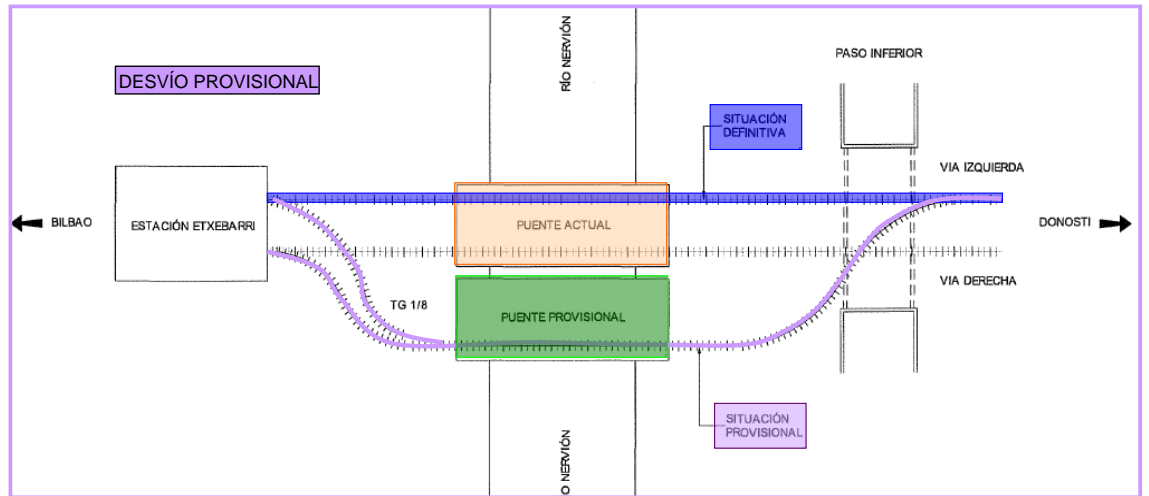 RÍO NERVIÓN
PASO INFERIOR
DESVÍO PROVISIONAL
SITUACIÓN
DEFINITIVA
VIA IZQUIERDA
BILBAO
ESTACIÓN ETXEBARRI
PUENTE ACTUAL
DONOSTI
VIA DERECHA
TG 1/8
PUENTE PROVISIONAL
SITUACIÓN
PROVISIONAL
O NERVIÓN